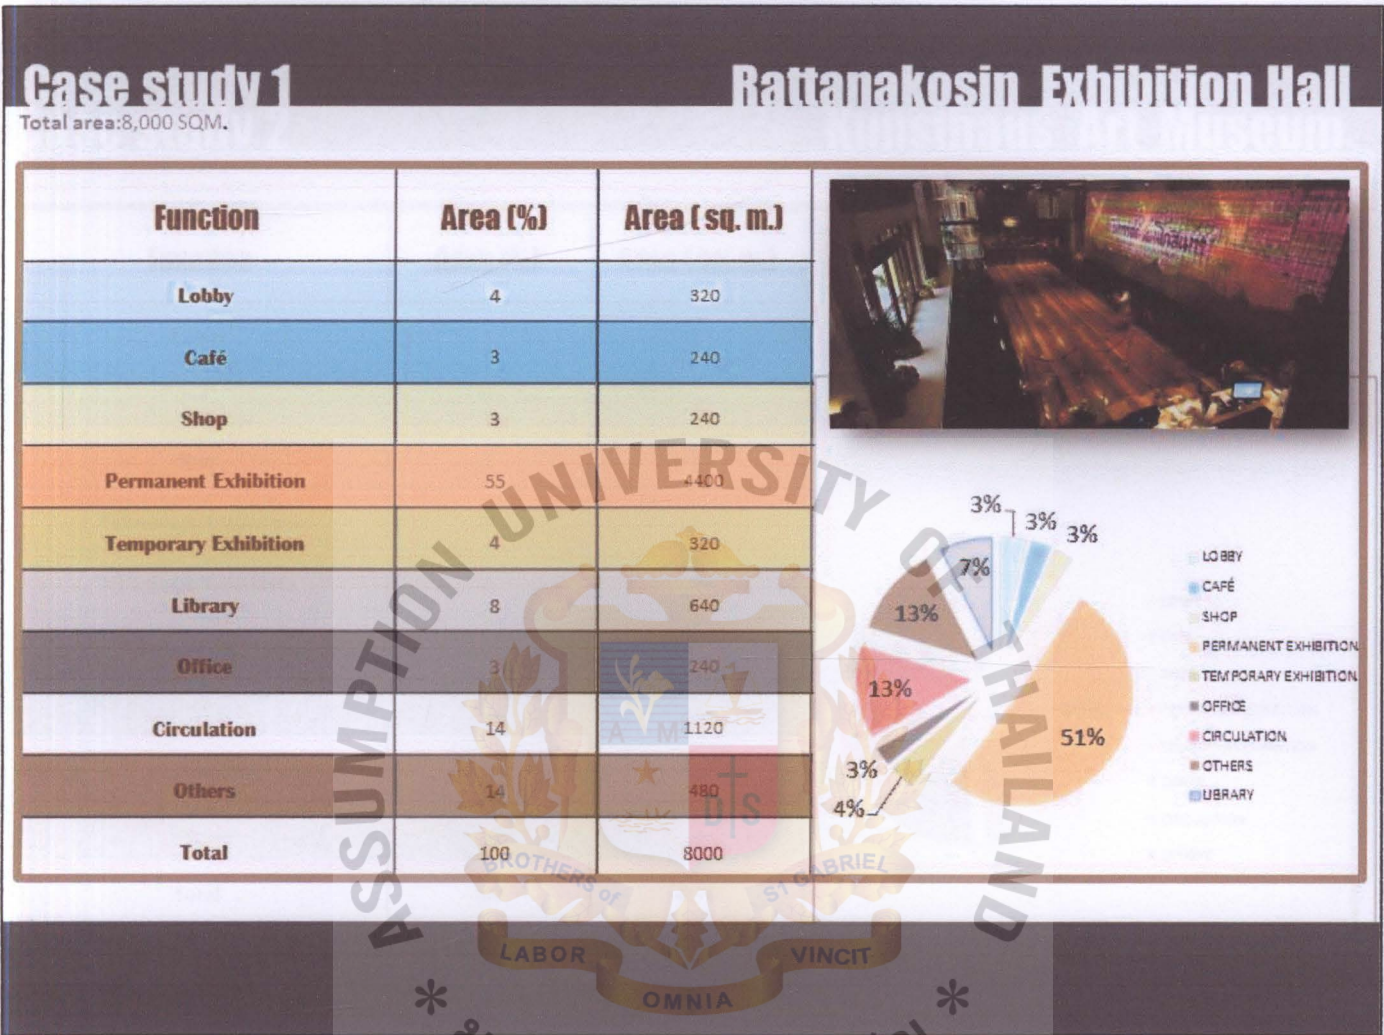 Case study 1
Rattanakosin Exhibition Hall
Total area:8,000 SQM.
Function Area (%) Area ( sq. m.)
Lobby 4 320
Café 3 240
Shop 3 240
Permanent Exhibition 55 4400
Temporary Exhibition 4 320
Library 8 640
Office 3 240
Circulation 14 1120
Others 14 480
Total 100 8000
3%
3%
3%
7%
13%
13%
51%
3%
4%
LOBBY
CAFÉ
SHOP
PERMANENT EXHIBITION
TEMPORARY EXHIBITION
OFFICE
CIRCULATION
OTHERS
LIBRARY
ASSUMPTION UNIVERSITY OF THAILAND
A M
D S
BROTHERS of ST GABRIEL
LABOR
OMNIA
VINCIT